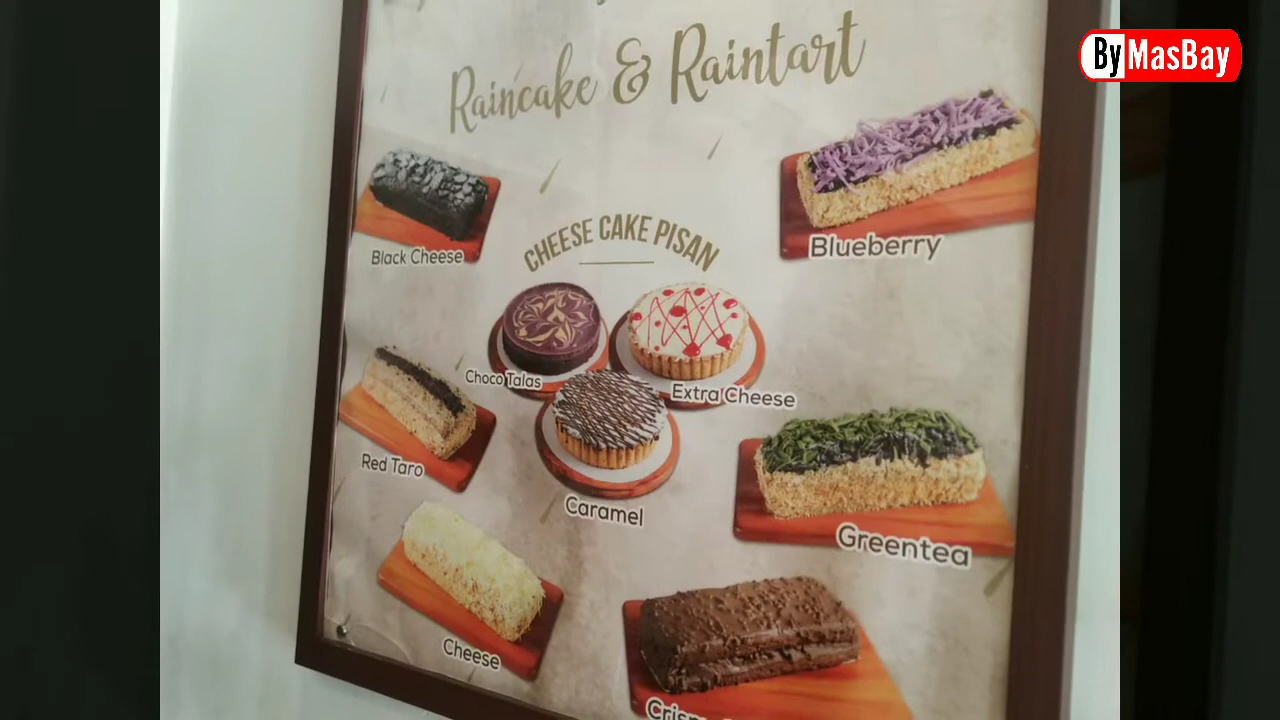 ByMasBay
Raincake & Raintart
Black Cheese
Blueberry
CHEESE CAKE PISAN
Choco Talas
Extra Cheese
Red Taro
Caramel
Greentea
Cheese